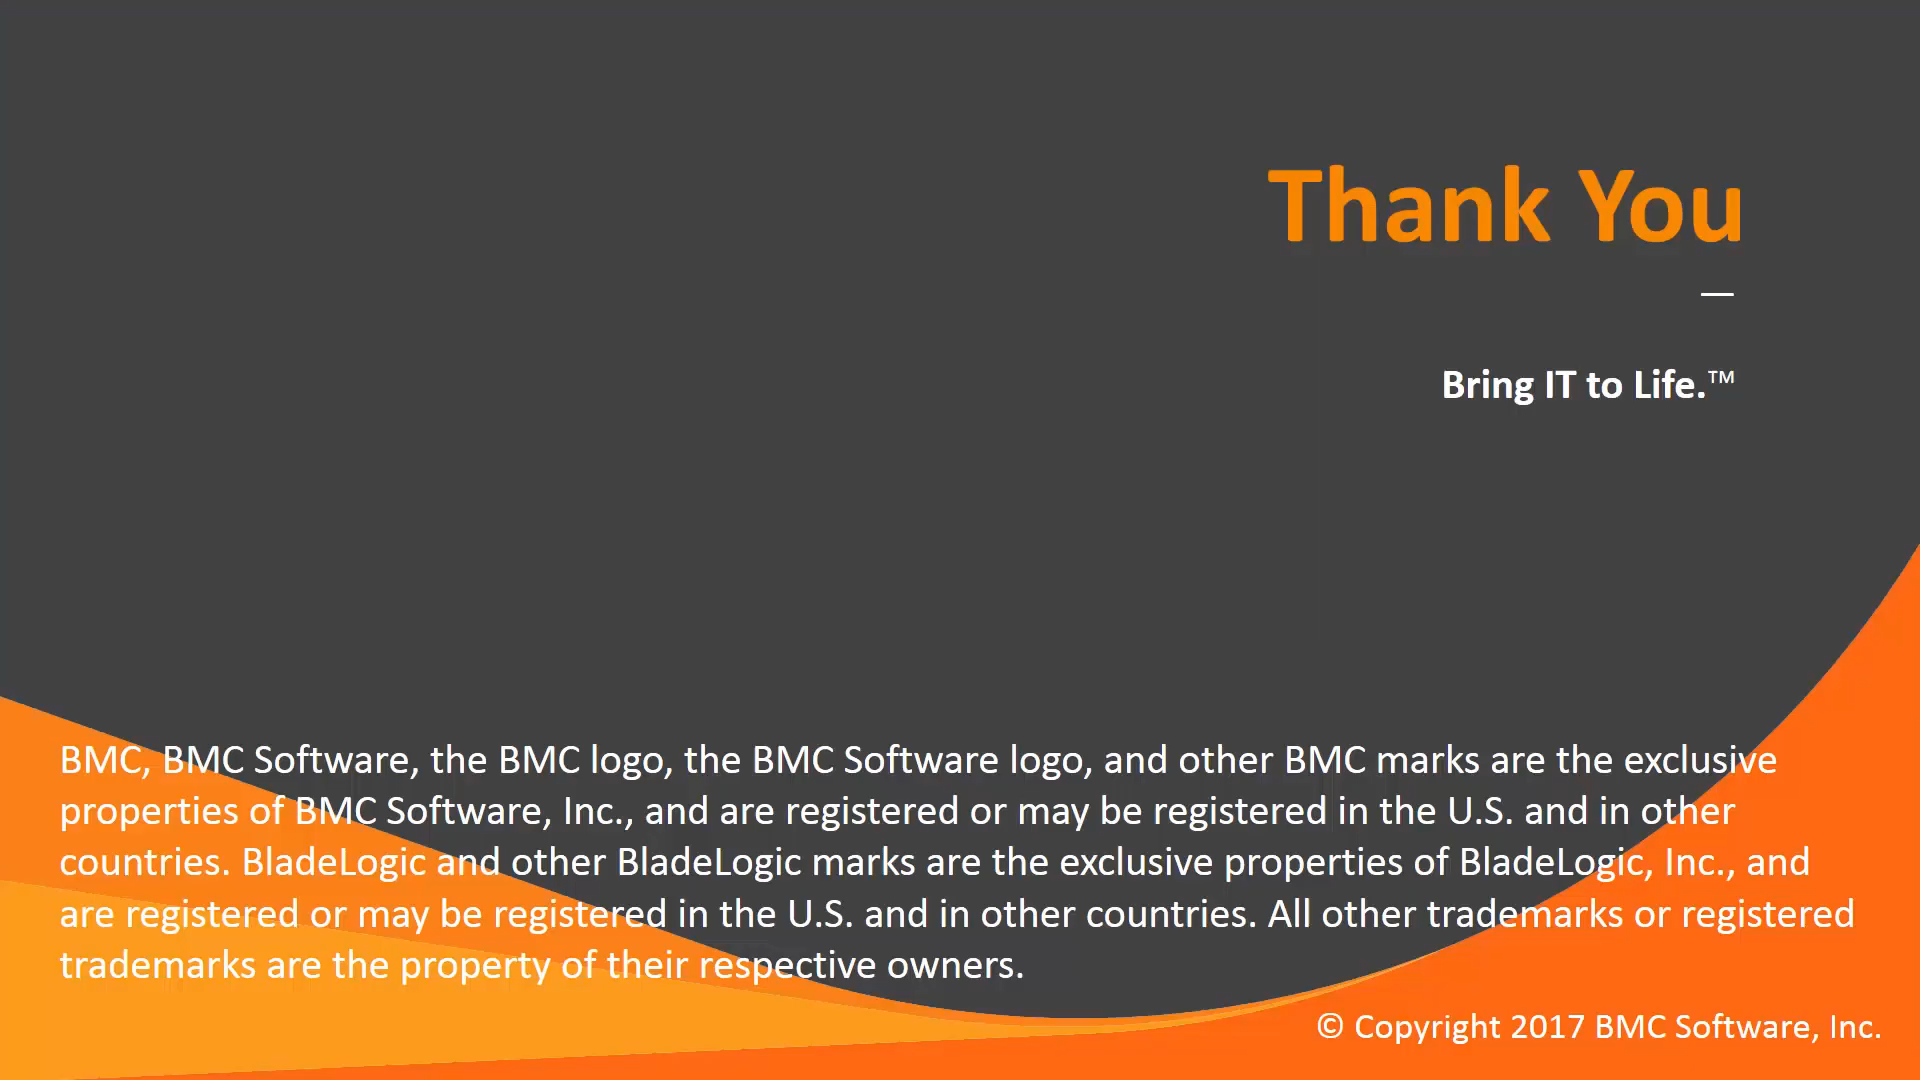 Thank You
—
Bring IT to Life.™
BMC, BMC Software, the BMC logo, the BMC Software logo, and other BMC marks are the exclusive
properties of BMC Software, Inc., and are registered or may be registered in the U.S. and in other
countries. BladeLogic and other BladeLogic marks are the exclusive properties of BladeLogic, Inc., and
are registered or may be registered in the U.S. and in other countries. All other trademarks or registered
trademarks are the property of their respective owners.
© Copyright 2017 BMC Software, Inc.